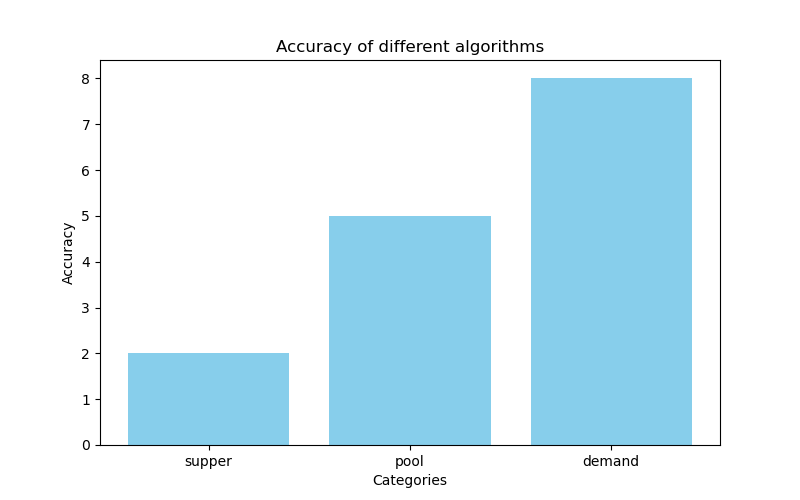 Accuracy of different algorithms
Accuracy
8
7
6
5
4
3
2
1
0
supper pool demand
Categories